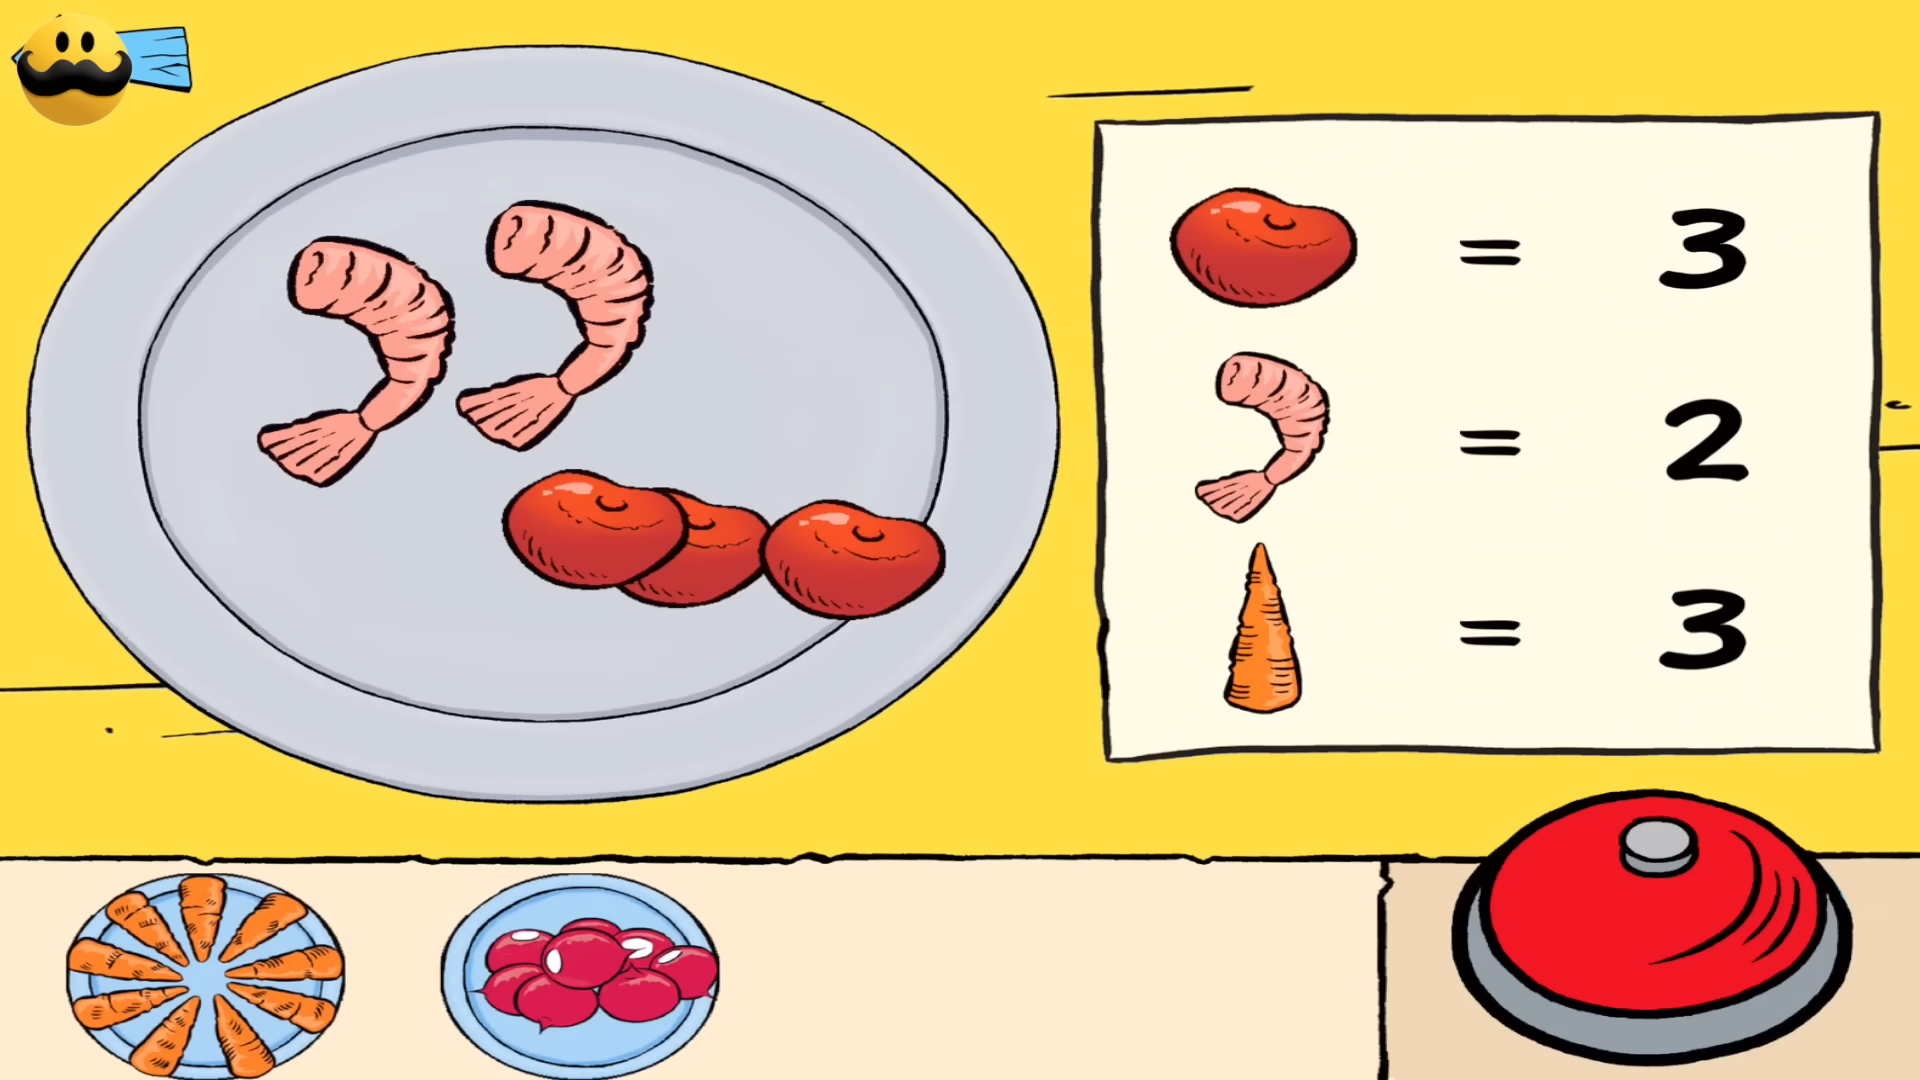 = 3
= 2
= 3